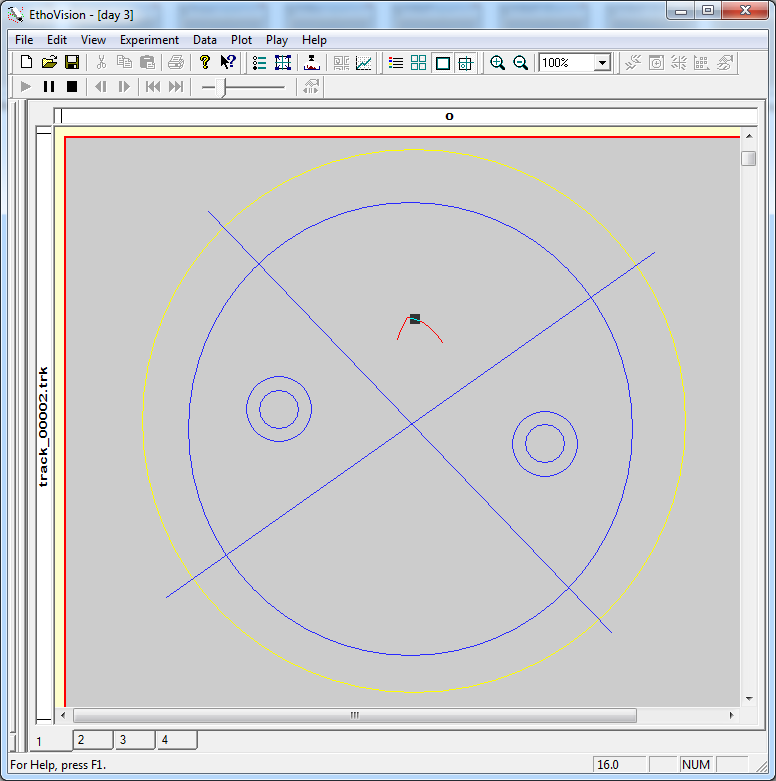 EthoVision - [day 3]
File Edit View Experiment Data Plot Play Help
100%
o
track_00002.trk
1 2 3 4
For Help, press F1. 16.0 NUM